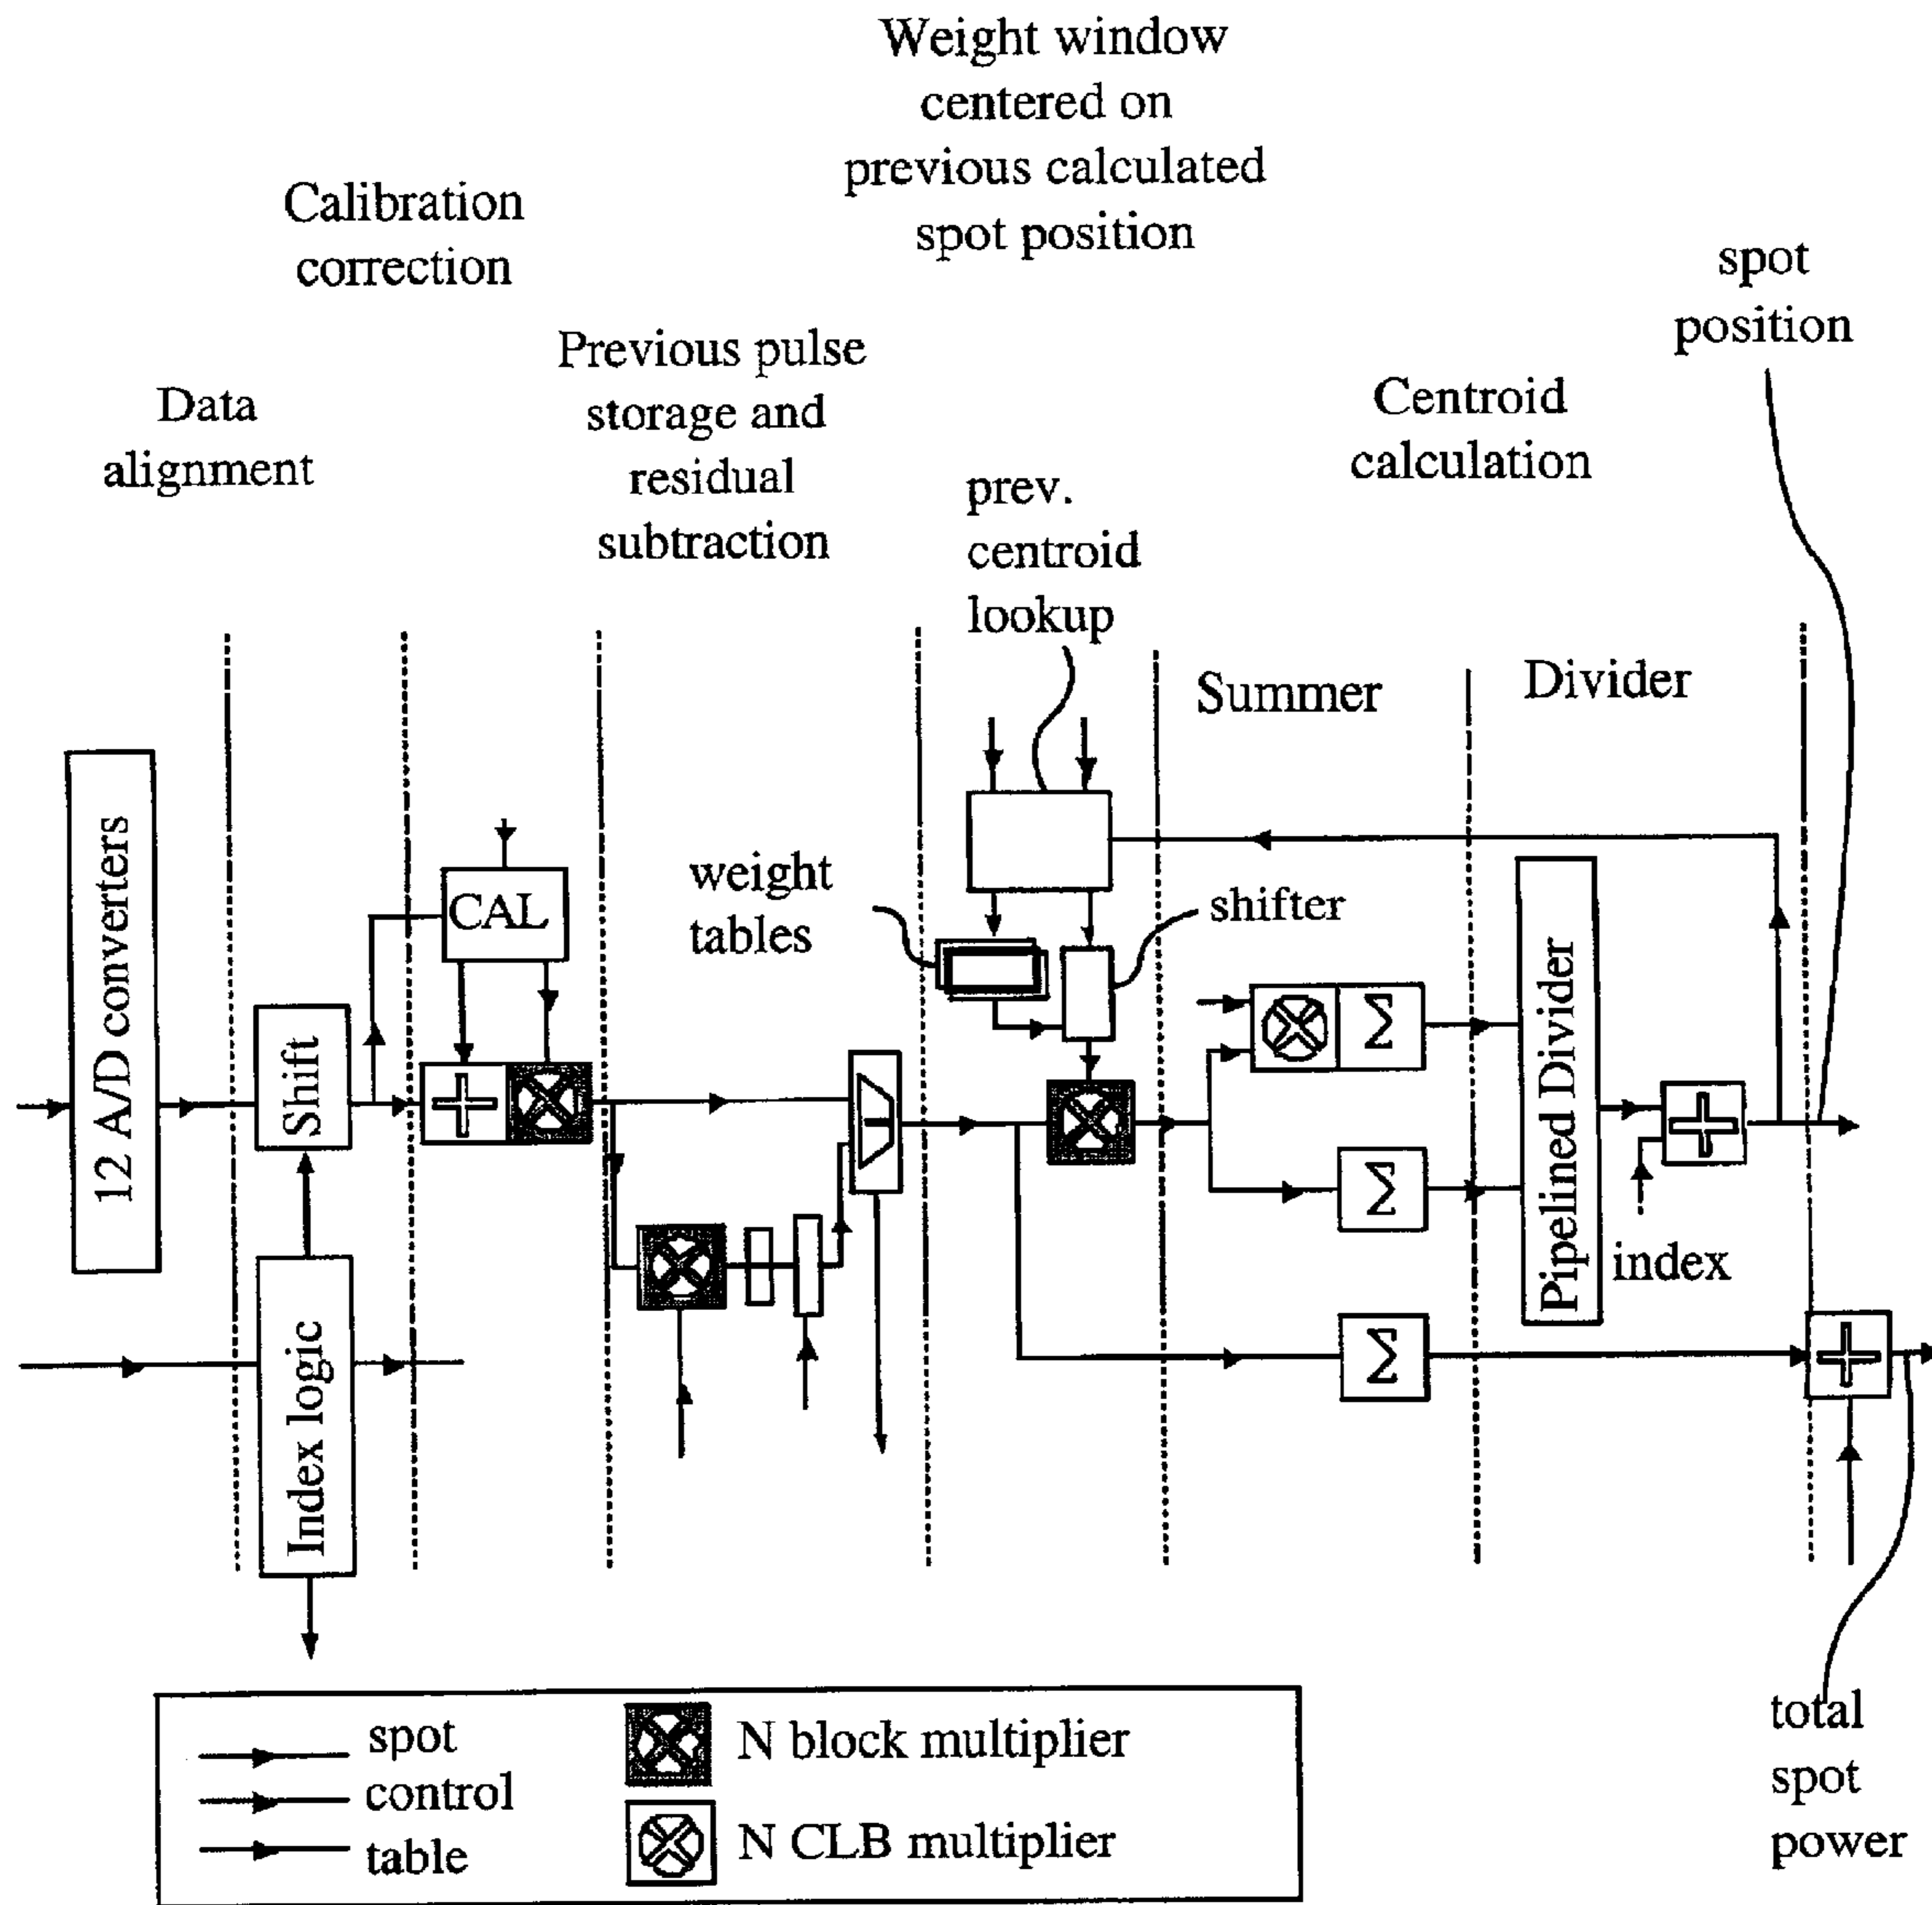 Weight window
centered on
previous calculated
spot position
Calibration
correction
spot
position
Previous pulse
storage and
residual
subtraction
Data
alignment
Centroid
calculation
prev.
centroid
lookup
Summer
Divider
12 A/D converters
CAL
weight
tables
shifter
Shift
Σ
Pipelined Divider
Σ
index
Σ
Index logic
spot
control
table
N block multiplier
N CLB multiplier
total
spot
power